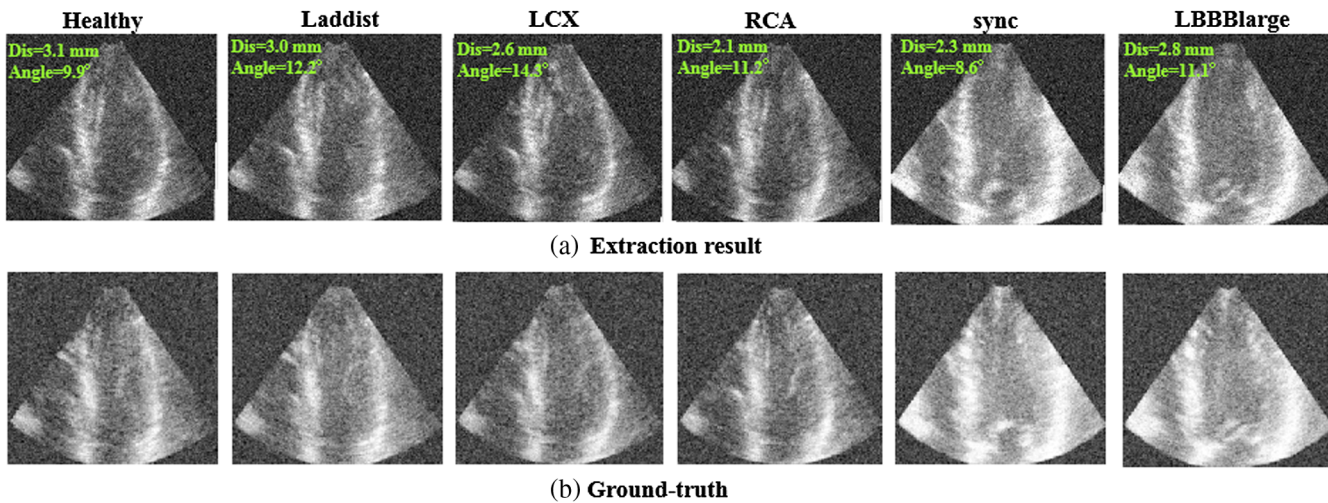 Healthy Laddist LCX RCA sync LBBBlarge
Dis=3.1 mm Dis=3.0 mm Dis=2.6 mm Dis=2.1 mm Dis=2.3 mm Dis=2.8 mm
Angle=9.9° Angle=12.2° Angle=14.3° Angle=11.2° Angle=8.6° Angle=11.1°
(a) Extraction result
(b) Ground-truth